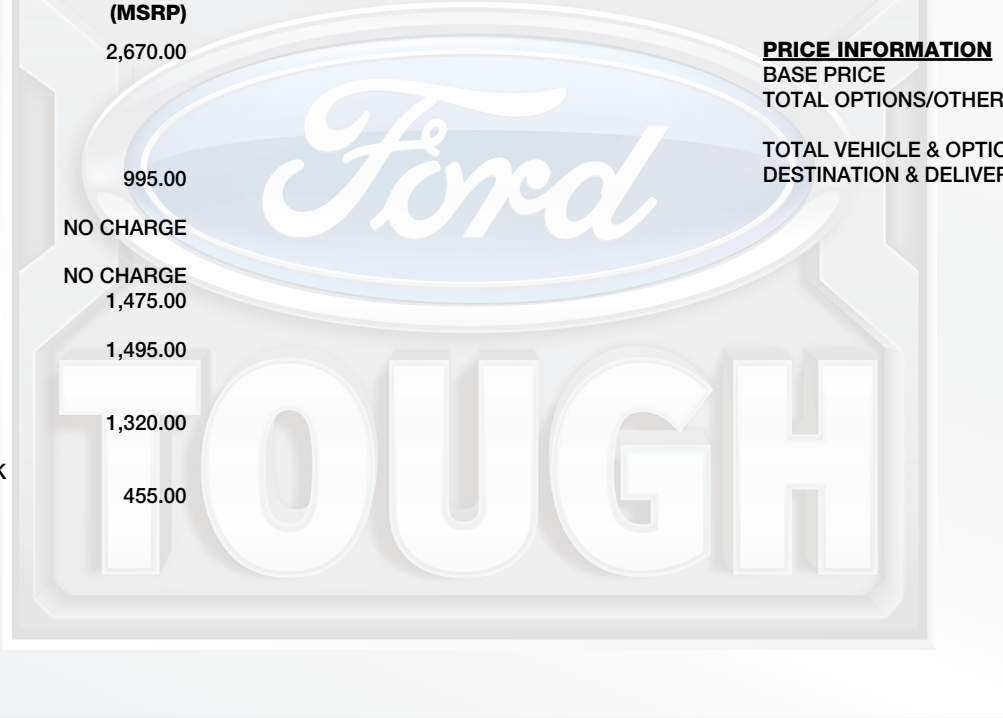 (MSRP)
2,670.00
995.00
NO CHARGE
NO CHARGE
1,475.00
1,495.00
1,320.00
K
455.00
PRICE INFORMATION
BASE PRICE
TOTAL OPTIONS/OTHER
TOTAL VEHICLE & OPTIO
DESTINATION & DELIVER
Ford
TOUGH